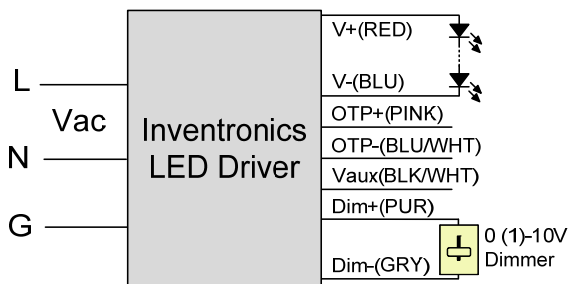 L
Vac
N
G
Inventronics
LED Driver
V+(RED)
V-(BLU)
OTP+(PINK)
OTP-(BLU/WHT)
Vaux(BLK/WHT)
Dim+(PUR)
Dim-(GRY)
0 (1)-10V
Dimmer